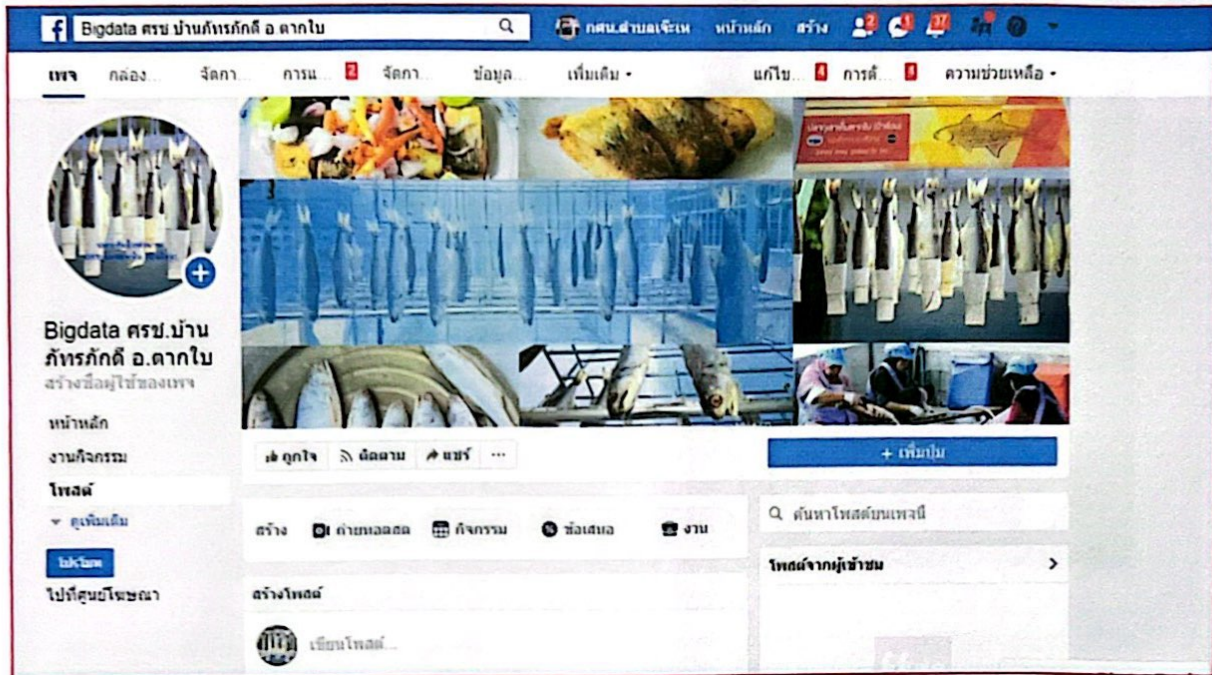 f Bigdata ศรช.บ้านภัทรภักดี อ.ตากใบ กศน.ตำบลเจ๊ะเห หน้าหลัก สร้าง 2 1 37
เพจ กล่อง... จัดกา... การแ... 2 จัดกา... ข้อมูล... เพิ่มเติม แก้ไข... 4 การตั้... ความช่วยเหลือ
Bigdata ศรช.บ้าน
ภัทรภักดี อ.ตากใบ
สร้างชื่อผู้ใช้ของเพจ
หน้าหลัก
งานกิจกรรม
โพสต์
ดูเพิ่มเติม
โปรโมท
ไปที่ศูนย์โฆษณา
ถูกใจ ติดตาม แชร์ ...
+ เพิ่มปุ่ม
สร้าง ถ่ายทอดสด กิจกรรม ข้อเสนอ งาน
ค้นหาโพสต์บนเพจนี้
โพสต์จากผู้เข้าชม
สร้างโพสต์
เขียนโพสต์...